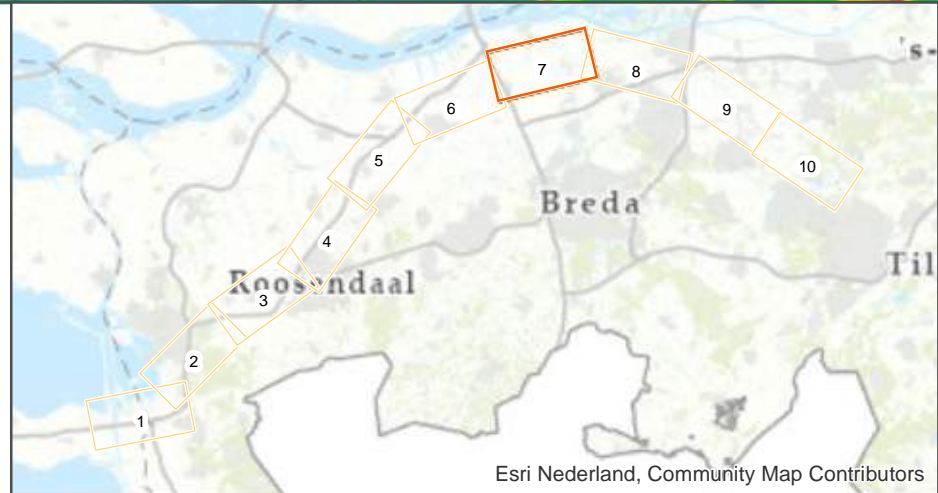 's-
7
8
6
9
5
10
Breda
4
Til
Roosendaal
3
2
1
Esri Nederland, Community Map Contributors